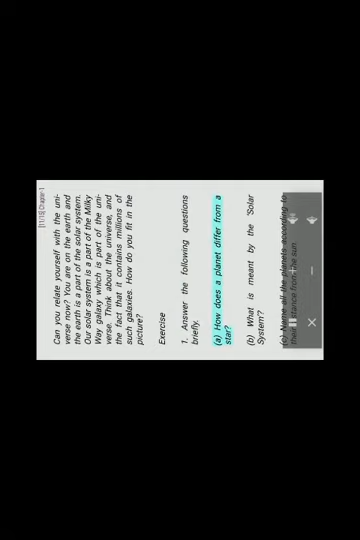 [11/15] Chapter-1
Can you relate yourself with the uni-
verse now? You are on the earth and
the earth is a part of the solar system.
Our solar system is a part of the Milky
Way galaxy which is part of the uni-
verse. Think about the universe, and
the fact that it contains millions of
such galaxies. How do you fit in the
picture?
Exercise
1. Answer the following questions
briefly.
(a) How does a planet differ from a
star?
(b) What is meant by the 'Solar
System'?
(c) Name all the planets according to
their distance from the sun.